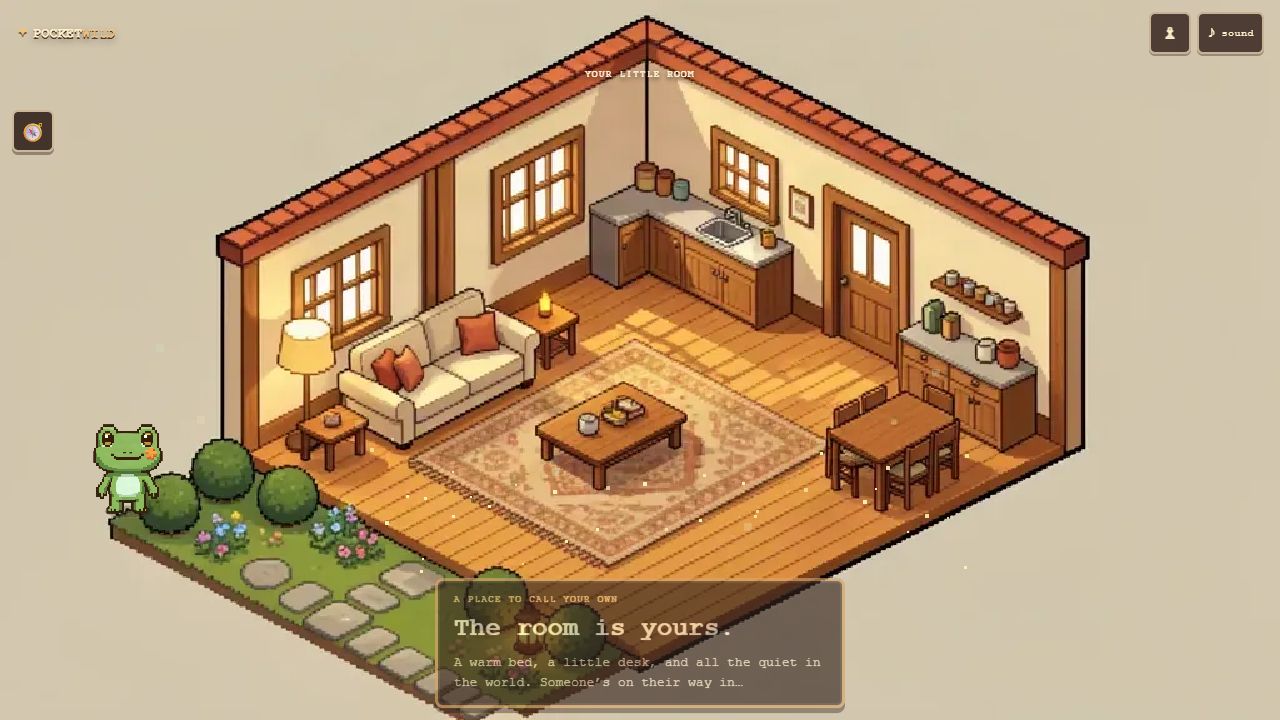 POCKETWILD
♪ sound
YOUR LITTLE ROOM
A PLACE TO CALL YOUR OWN
The room is yours.
A warm bed, a little desk, and all the quiet in
the world. Someone's on their way in…